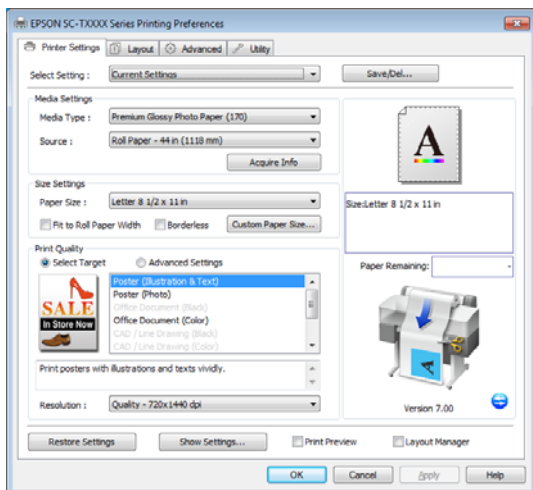 EPSON SC-TXXXX Series Printing Preferences
Printer Settings Layout Advanced Utility
Select Setting : Current Settings Save/Del...
Media Settings
Media Type : Premium Glossy Photo Paper (170)
Source : Roll Paper - 44 in (1118 mm)
Acquire Info
A
Size Settings
Paper Size : Letter 8 1/2 x 11 in
Size:Letter 8 1/2 x 11 in
Fit to Roll Paper Width Borderless Custom Paper Size...
Print Quality
Select Target Advanced Settings
Paper Remaining: -
SALE
In Store Now
Poster (Illustration & Text)
Poster (Photo)
Office Document (Black)
Office Document (Color)
CAD / Line Drawing (Black)
CAD / Line Drawing (Color)
A
Print posters with illustrations and texts vividly.
Resolution : Quality - 720x1440 dpi
Version 7.00
Restore Settings Show Settings... Print Preview Layout Manager
OK Cancel Apply Help